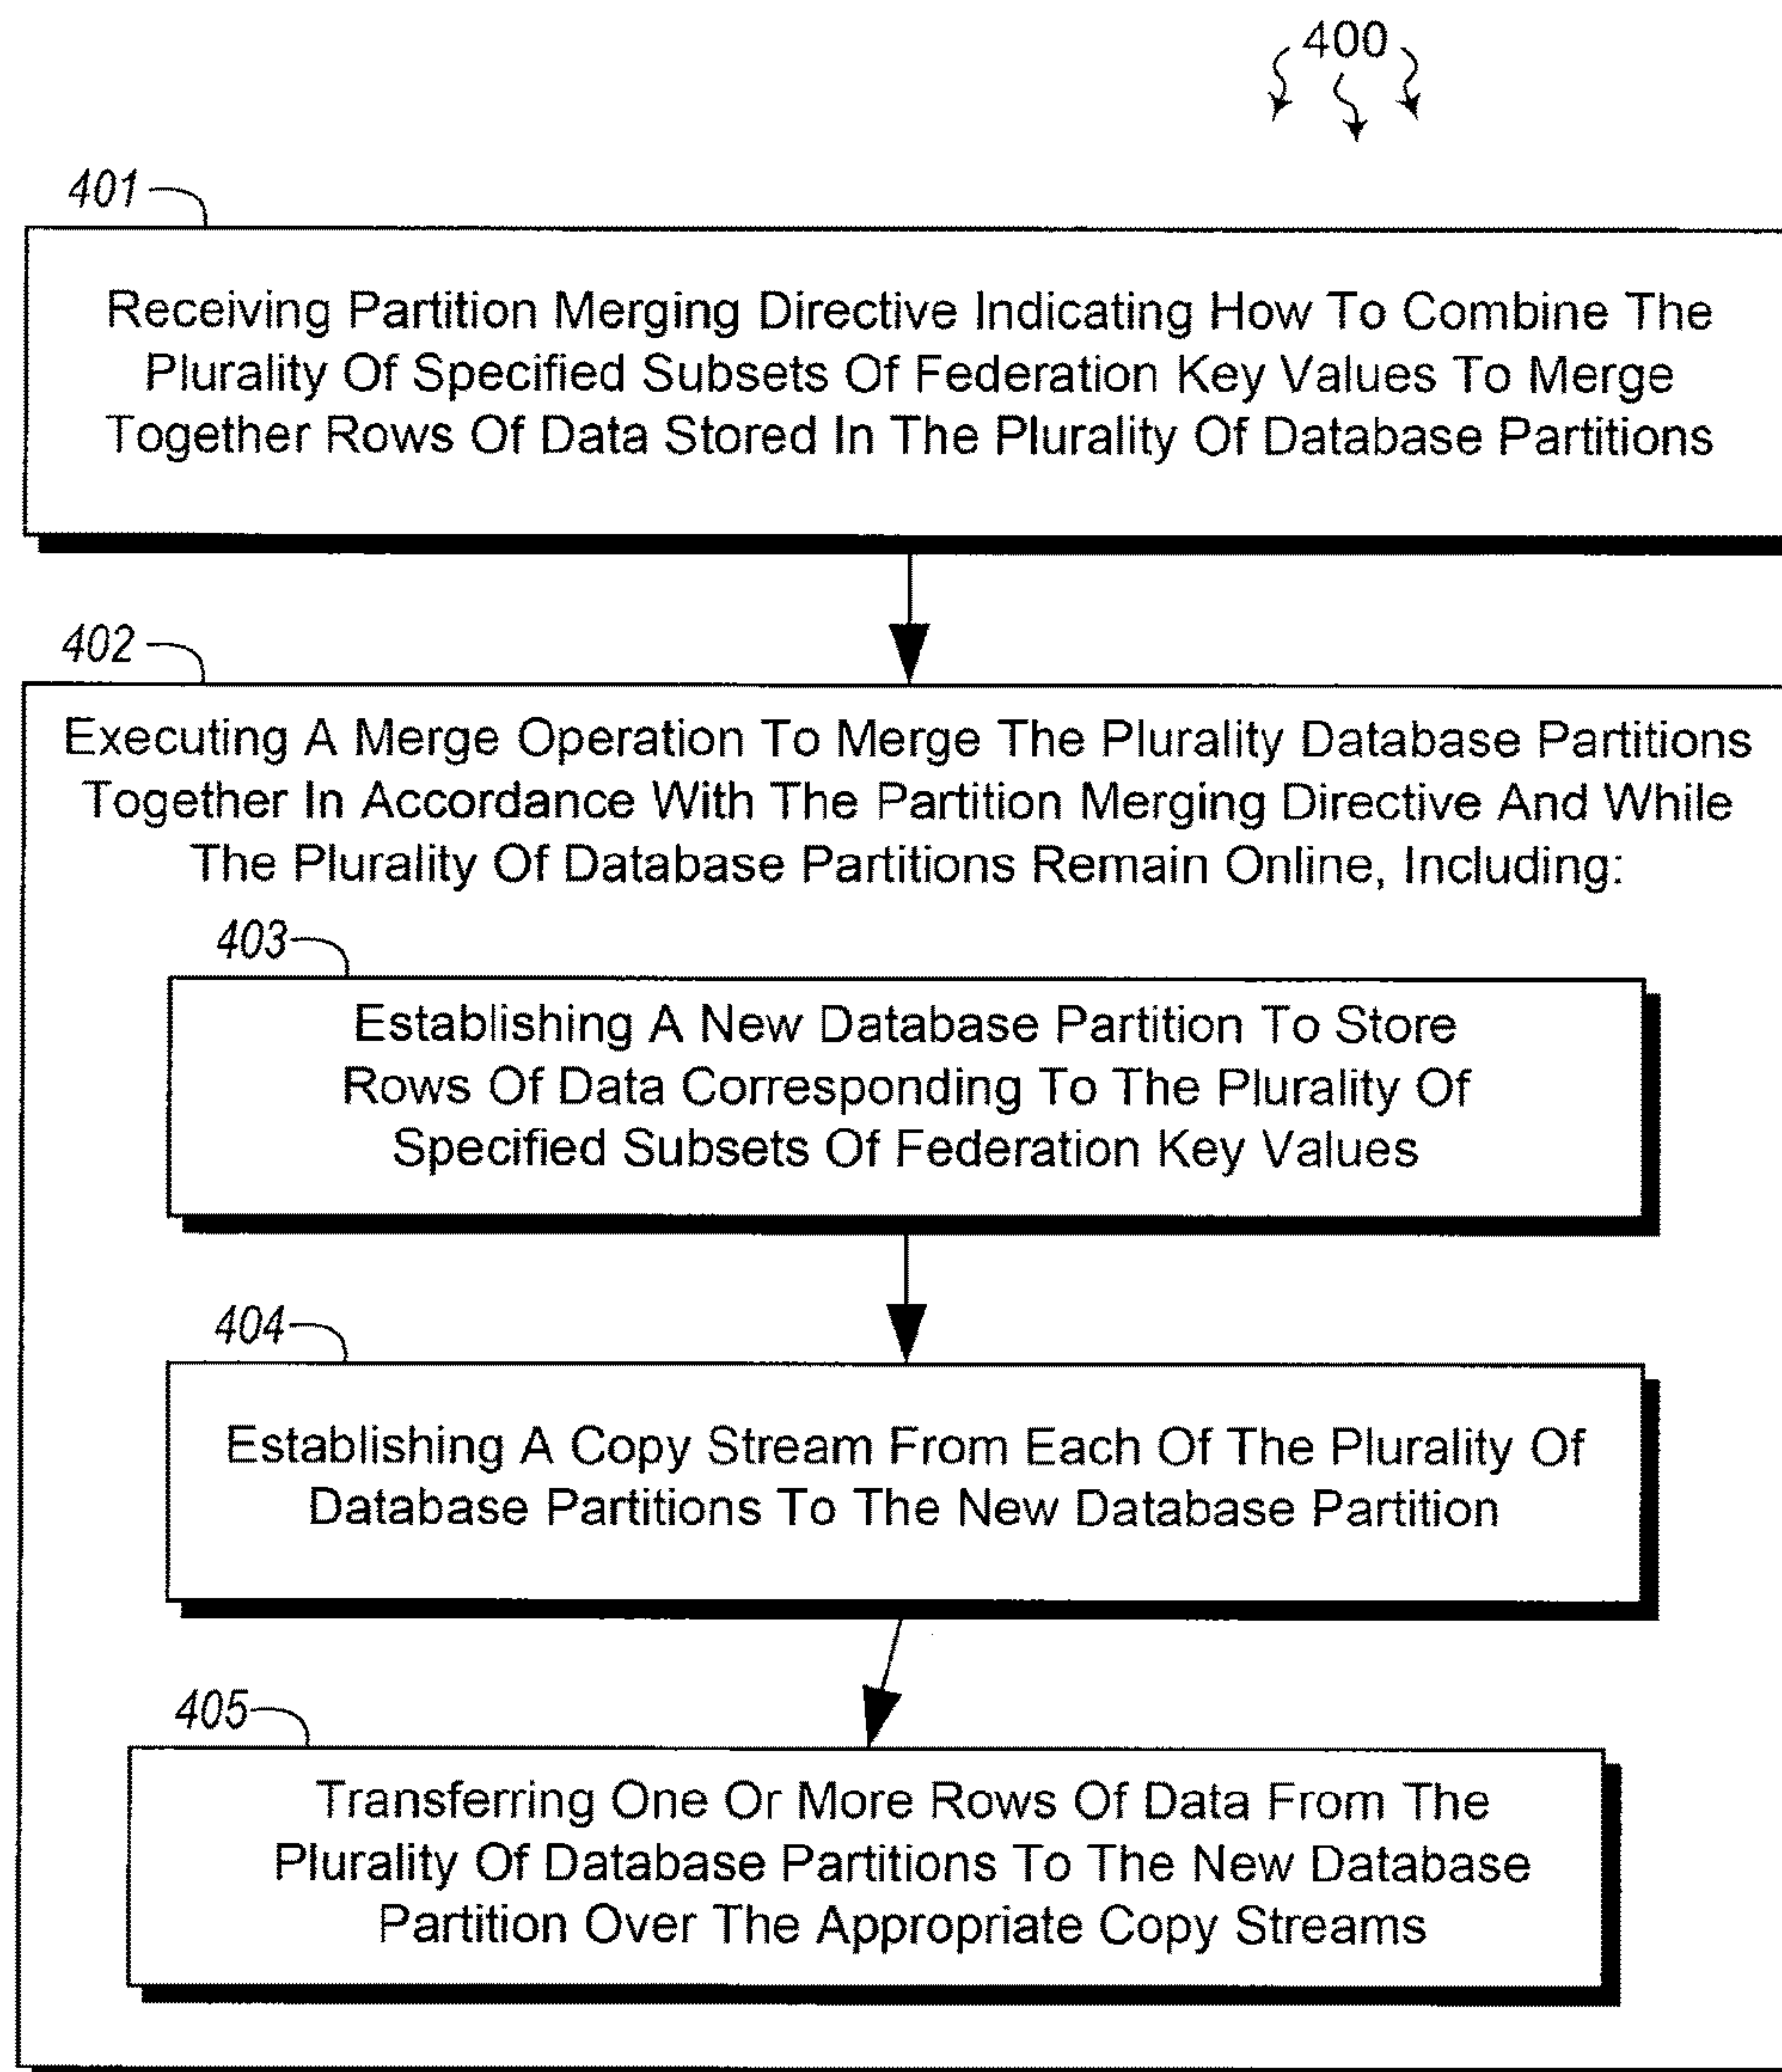 400
401
Receiving Partition Merging Directive Indicating How To Combine The
Plurality Of Specified Subsets Of Federation Key Values To Merge
Together Rows Of Data Stored In The Plurality Of Database Partitions
402
Executing A Merge Operation To Merge The Plurality Database Partitions
Together In Accordance With The Partition Merging Directive And While
The Plurality Of Database Partitions Remain Online, Including:
403
Establishing A New Database Partition To Store
Rows Of Data Corresponding To The Plurality Of
Specified Subsets Of Federation Key Values
404
Establishing A Copy Stream From Each Of The Plurality Of
Database Partitions To The New Database Partition
405
Transferring One Or More Rows Of Data From The
Plurality Of Database Partitions To The New Database
Partition Over The Appropriate Copy Streams